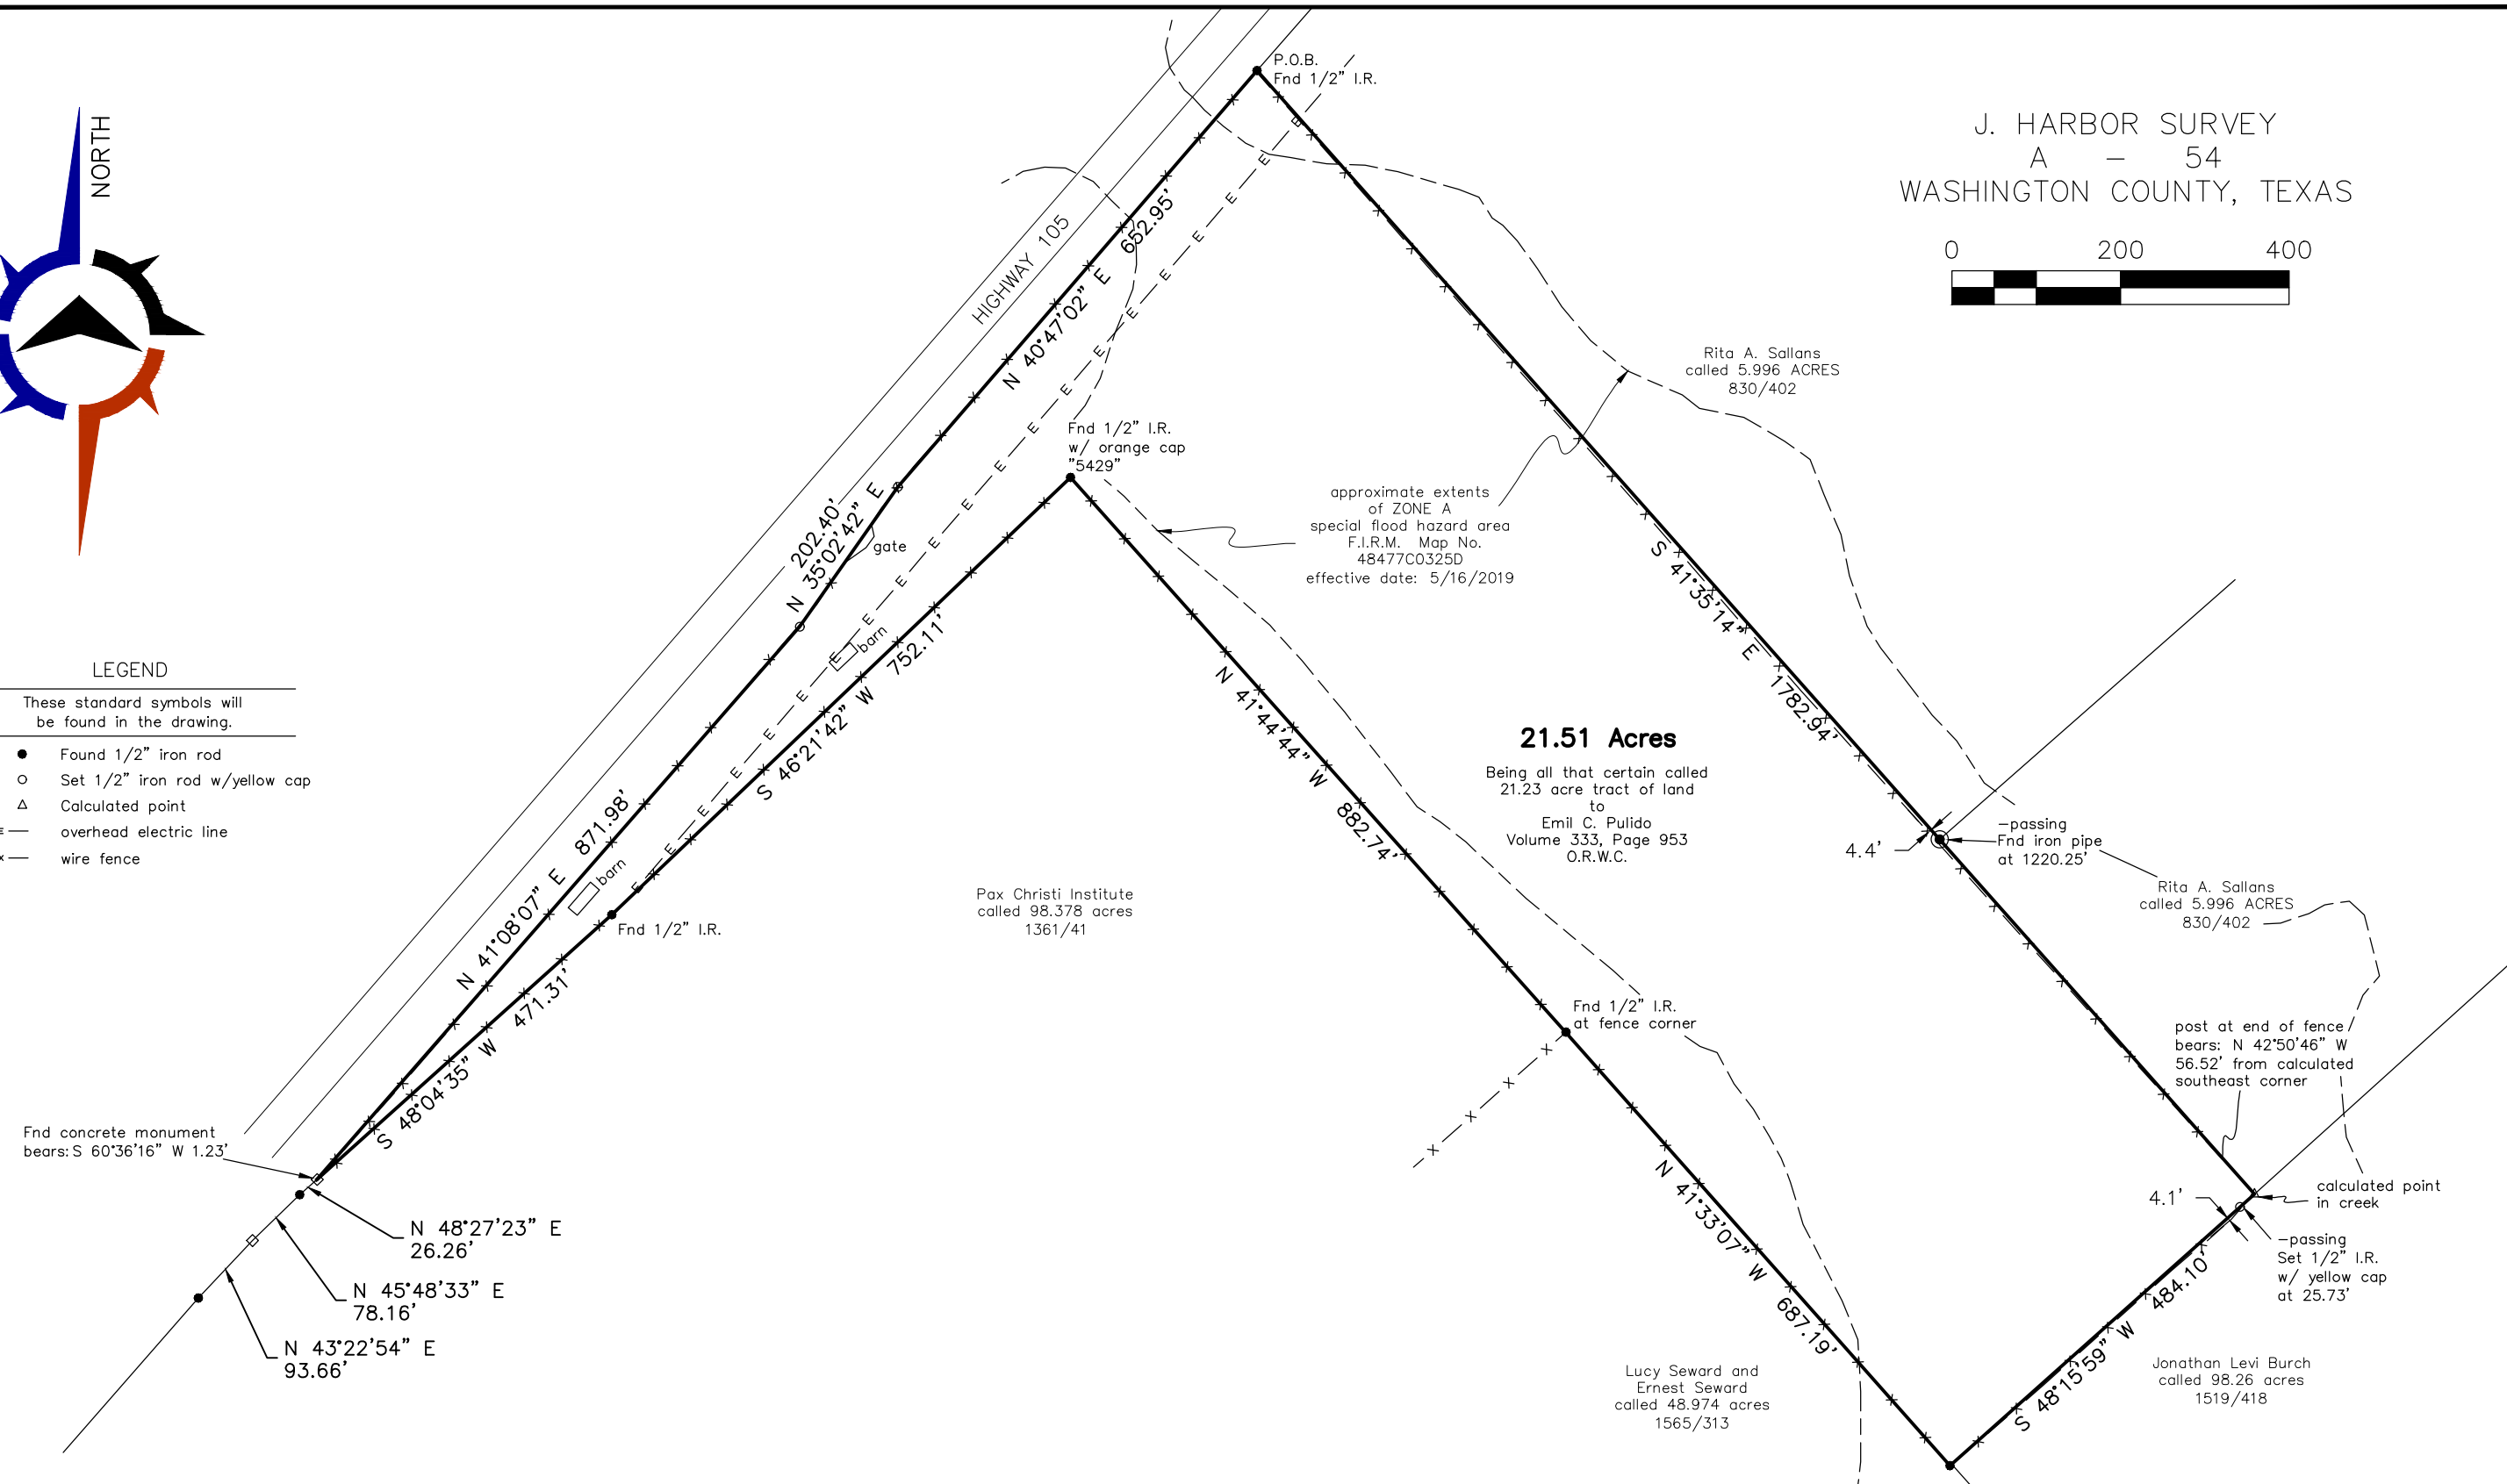 P.O.B.
Fnd 1/2" I.R.
NORTH
J. HARBOR SURVEY
A - 54
WASHINGTON COUNTY, TEXAS
0 200 400
HIGHWAY 105
N 40°47'02" E 652.95'
E E E E E E E E E E E E E E E E E E E E E E E E
Rita A. Sallans
called 5.996 ACRES
830/402
Fnd 1/2" I.R.
w/ orange cap
"5429"
approximate extents
of ZONE A
special flood hazard area
F.I.R.M. Map No.
48477C0325D
effective date: 5/16/2019
N 35°02'42" E
202.40'
gate
barn
S 46°21'42" W 752.11'
S 41°35'14" E 1782.94'
N 41°44'44" W 882.74'
LEGEND
These standard symbols will
be found in the drawing.
Found 1/2" iron rod
Set 1/2" iron rod w/yellow cap
Calculated point
E overhead electric line
x wire fence
21.51 Acres
Being all that certain called
21.23 acre tract of land
to
Emil C. Pulido
Volume 333, Page 953
O.R.W.C.
N 41°08'07" E 871.98'
barn
Fnd 1/2" I.R.
Pax Christi Institute
called 98.378 acres
1361/41
4.4'
-passing
Fnd iron pipe
at 1220.25'
Rita A. Sallans
called 5.996 ACRES
830/402
S 48°04'35" W 471.31'
Fnd 1/2" I.R.
at fence corner
post at end of fence
bears: N 42°50'46" W
56.52' from calculated
southeast corner
Fnd concrete monument
bears: S 60°36'16" W 1.23'
X X X X
N 41°33'07" W 687.19'
4.1'
calculated point
in creek
-passing
Set 1/2" I.R.
w/ yellow cap
at 25.73'
N 48°27'23" E
26.26'
N 45°48'33" E
78.16'
N 43°22'54" E
93.66'
S 48°15'59" W 484.10'
Lucy Seward and
Ernest Seward
called 48.974 acres
1565/313
Jonathan Levi Burch
called 98.26 acres
1519/418